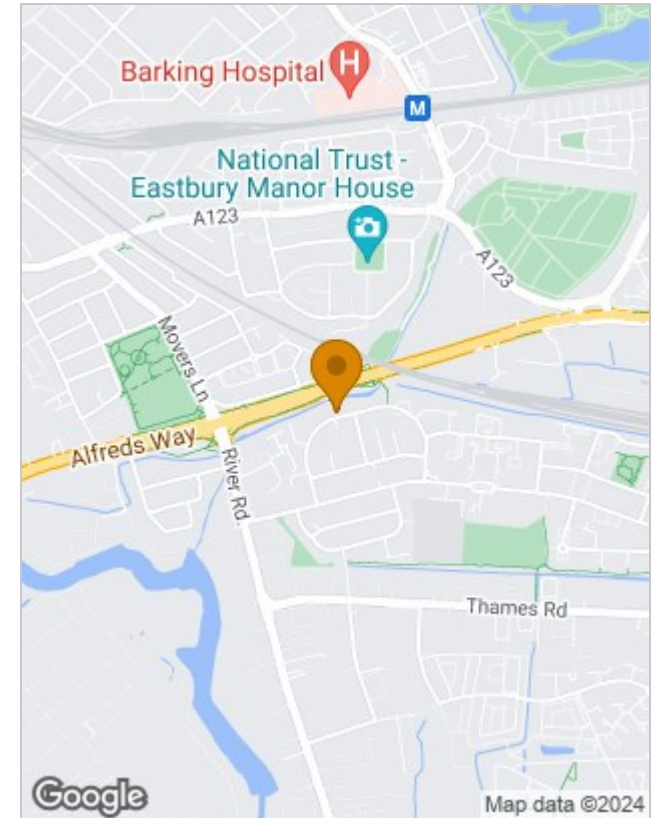 Barking Hospital
H
M
National Trust -
Eastbury Manor House
A123
A123
Movers Ln
Alfreds Way
River Rd.
Thames Rd
Google
Map data ©2024